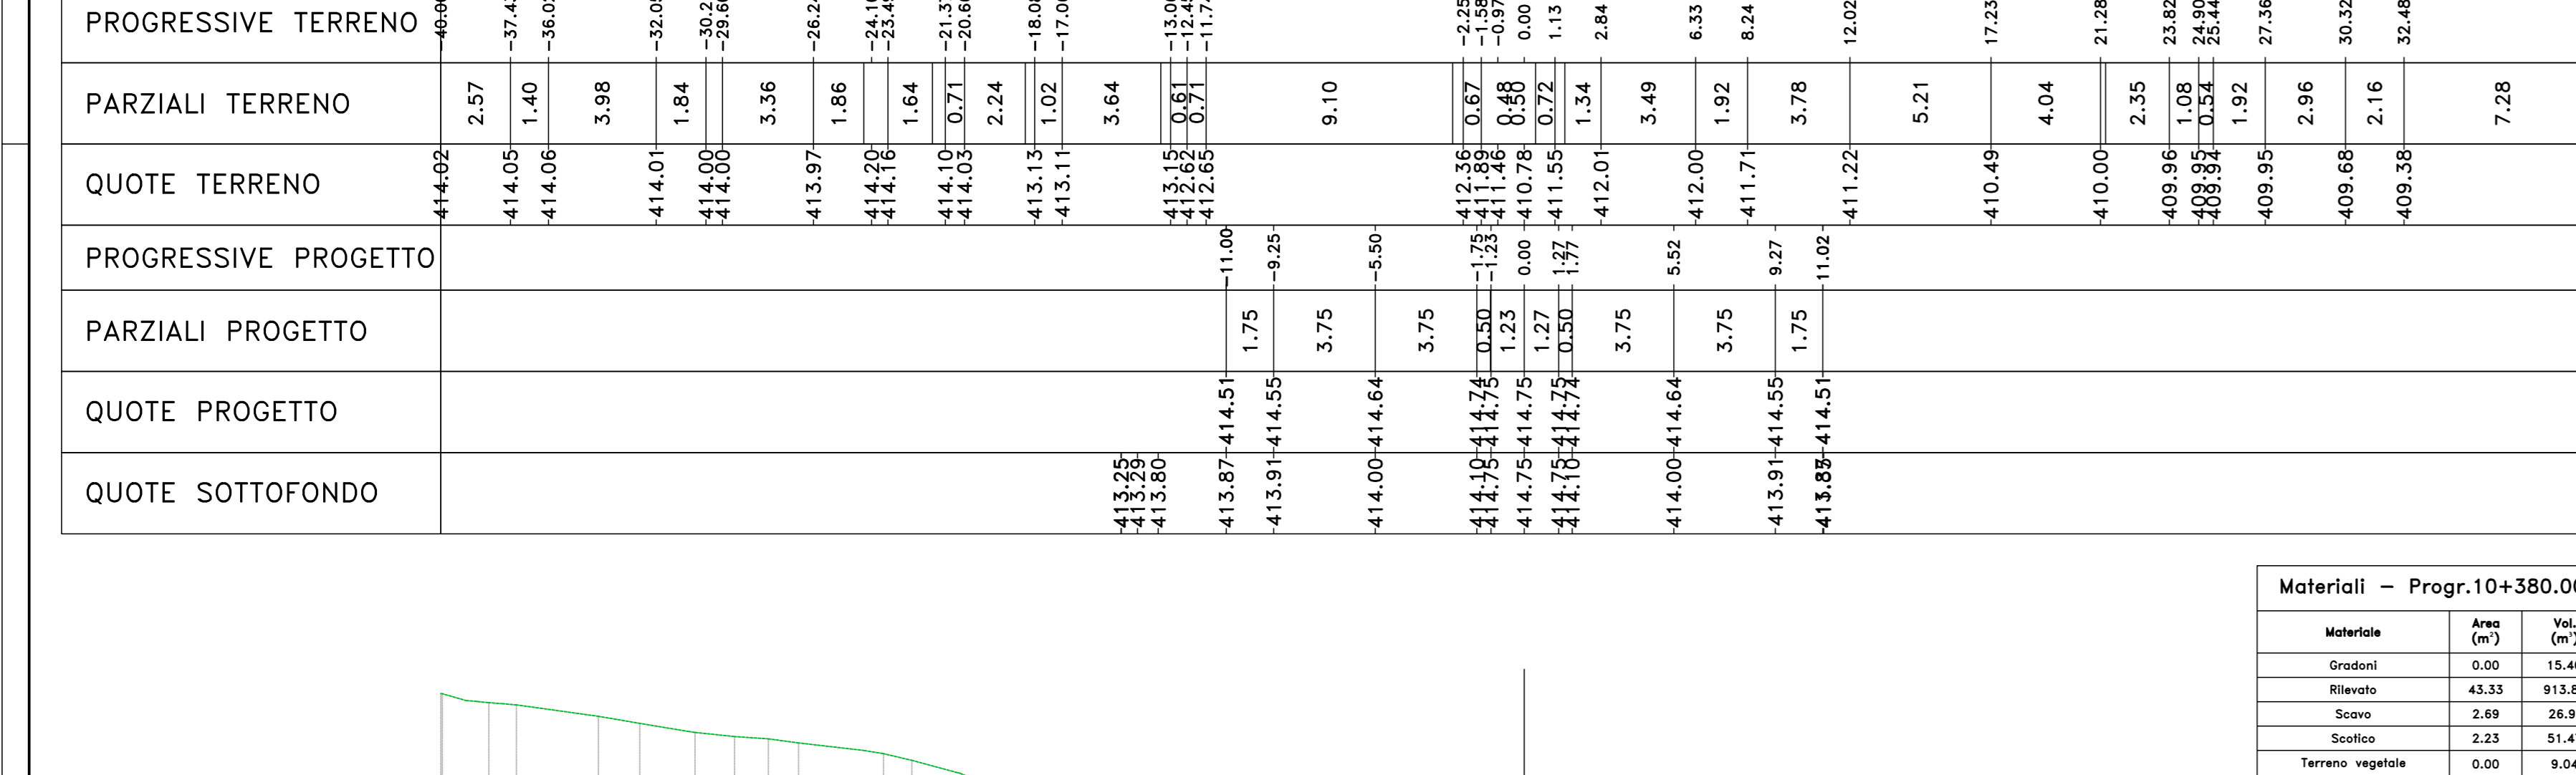 PROGRESSIVE TERRENO -2.25 -1.58 -0.97 0.00 1.13 2.84 6.33 8.24 12.02 17.23 21.28 23.82 24.90 25.44 27.36 30.32 32.48
PARZIALI TERRENO 2.57 1.40 3.98 1.84 3.36 1.86 1.64 0.71 2.24 1.02 3.64 0.61 0.71 9.10 0.67 0.48 0.50 0.72 1.34 3.49 1.92 3.78 5.21 4.04 2.35 1.08 0.54 1.92 2.96 2.16 7.28
QUOTE TERRENO 414.02 414.05 414.06 414.01 414.00 414.00 413.97 414.20 414.16 414.10 414.03 413.13 413.11 413.15 412.62 412.65 412.36 411.89 411.46 410.78 411.55 412.01 412.00 411.71 411.22 410.49 410.00 409.96 409.95 409.94 409.95 409.68 409.38
PROGRESSIVE PROGETTO -11.00 -9.25 -5.50 -1.75 -1.23 0.00 1.27 1.77 5.52 9.27 11.02
PARZIALI PROGETTO 1.75 3.75 3.75 0.50 1.23 1.27 0.50 3.75 3.75 1.75
QUOTE PROGETTO 414.51 414.55 414.64 414.74 414.75 414.75 414.75 414.74 414.64 414.55 414.51
QUOTE SOTTOFONDO 413.25 413.29 413.80 413.87 413.91 414.00 414.10 414.75 414.75 414.75 414.10 414.00 413.91
Materiali - Progr.10+380.00
Materiale Area (m²) Vol. (m³)
Gradoni 0.00
Rilevato 43.33
Scavo 2.69
Scotico 2.23
Terreno vegetale 0.00